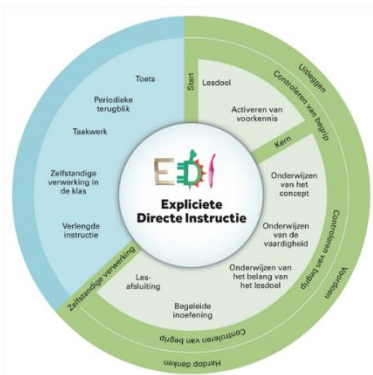 Toets
Periodieke
terugblik
Taakwerk
Zelfstandige
verwerking in
de klas
Verlengde
instructie
Start
Lesdoel
Activeren van
voorkennis
Kern
Onderwijzen
van het
concept
Onderwijzen
van de
vaardigheid
Onderwijzen van
het belang van
het lesdoel
Begeleide
inoefening
Les-
afsluiting
Zelfstandige verwerking
Uitleggen
Controleren van begrip
Voordoen
Controleren van begrip
Hardop denken
Controleren van begrip
EDI
Expliciete
Directe Instructie